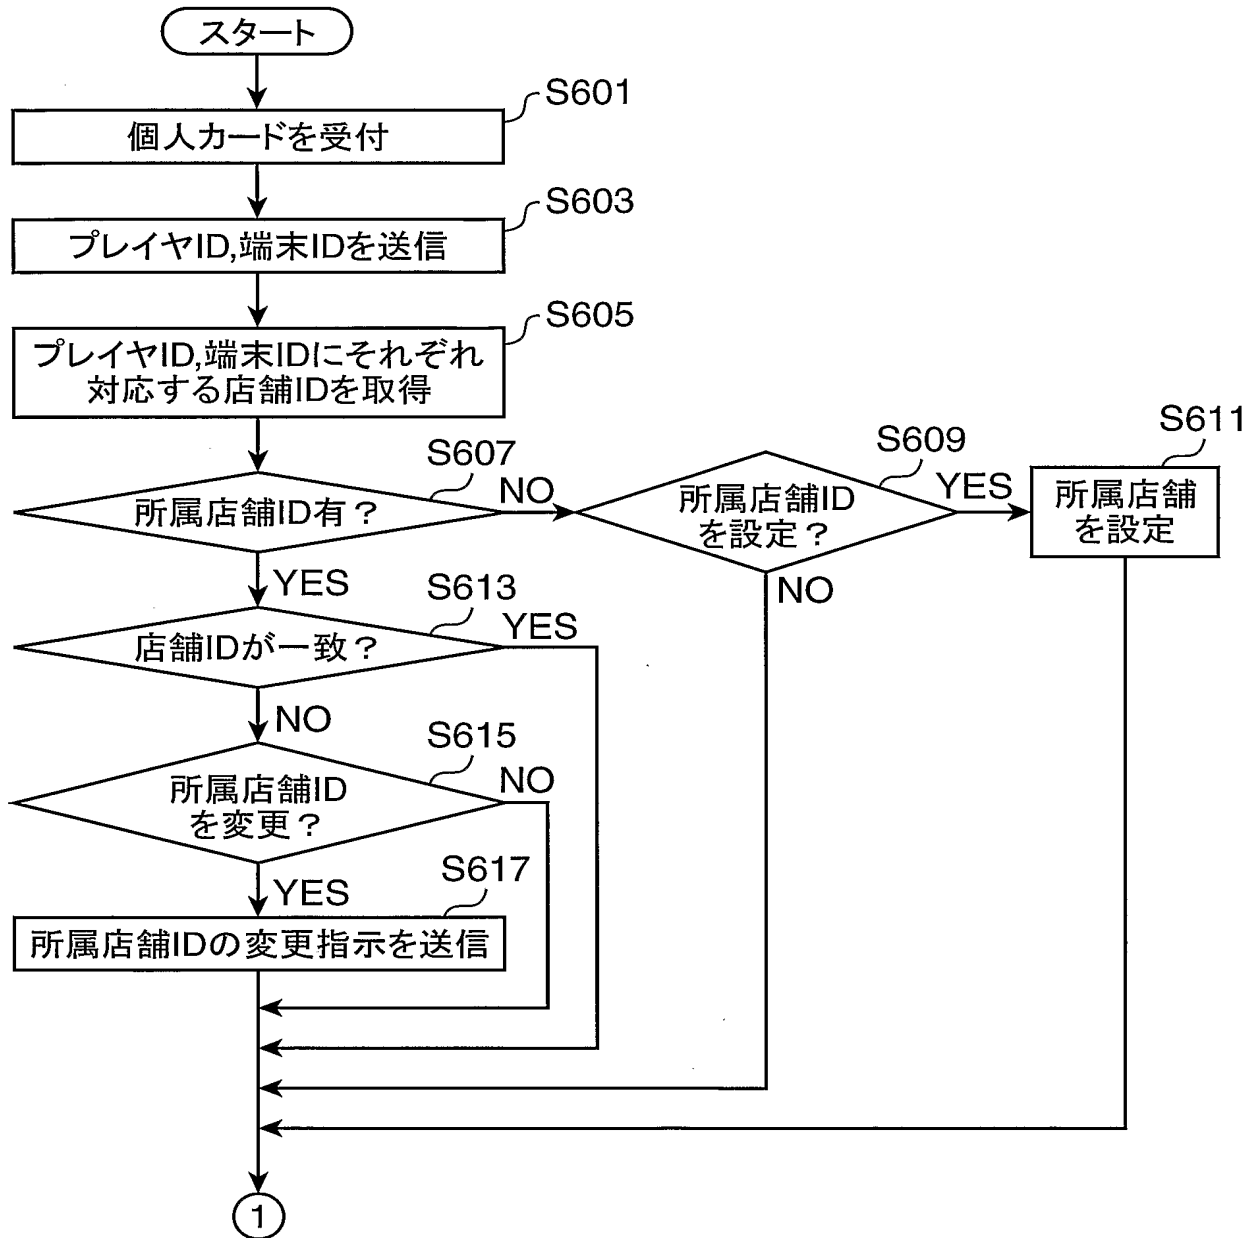 スタート
S601
個人カードを受付
S603
プレイヤID,端末IDを送信
S605
プレイヤID,端末IDにそれぞれ
対応する店舗IDを取得
S607
所属店舗ID有？
NO
S609
所属店舗ID
を設定？
YES
S611
所属店舗
を設定
NO
YES
S613
店舗IDが一致？
YES
NO
S615
所属店舗ID
を変更？
NO
YES
S617
所属店舗IDの変更指示を送信
1